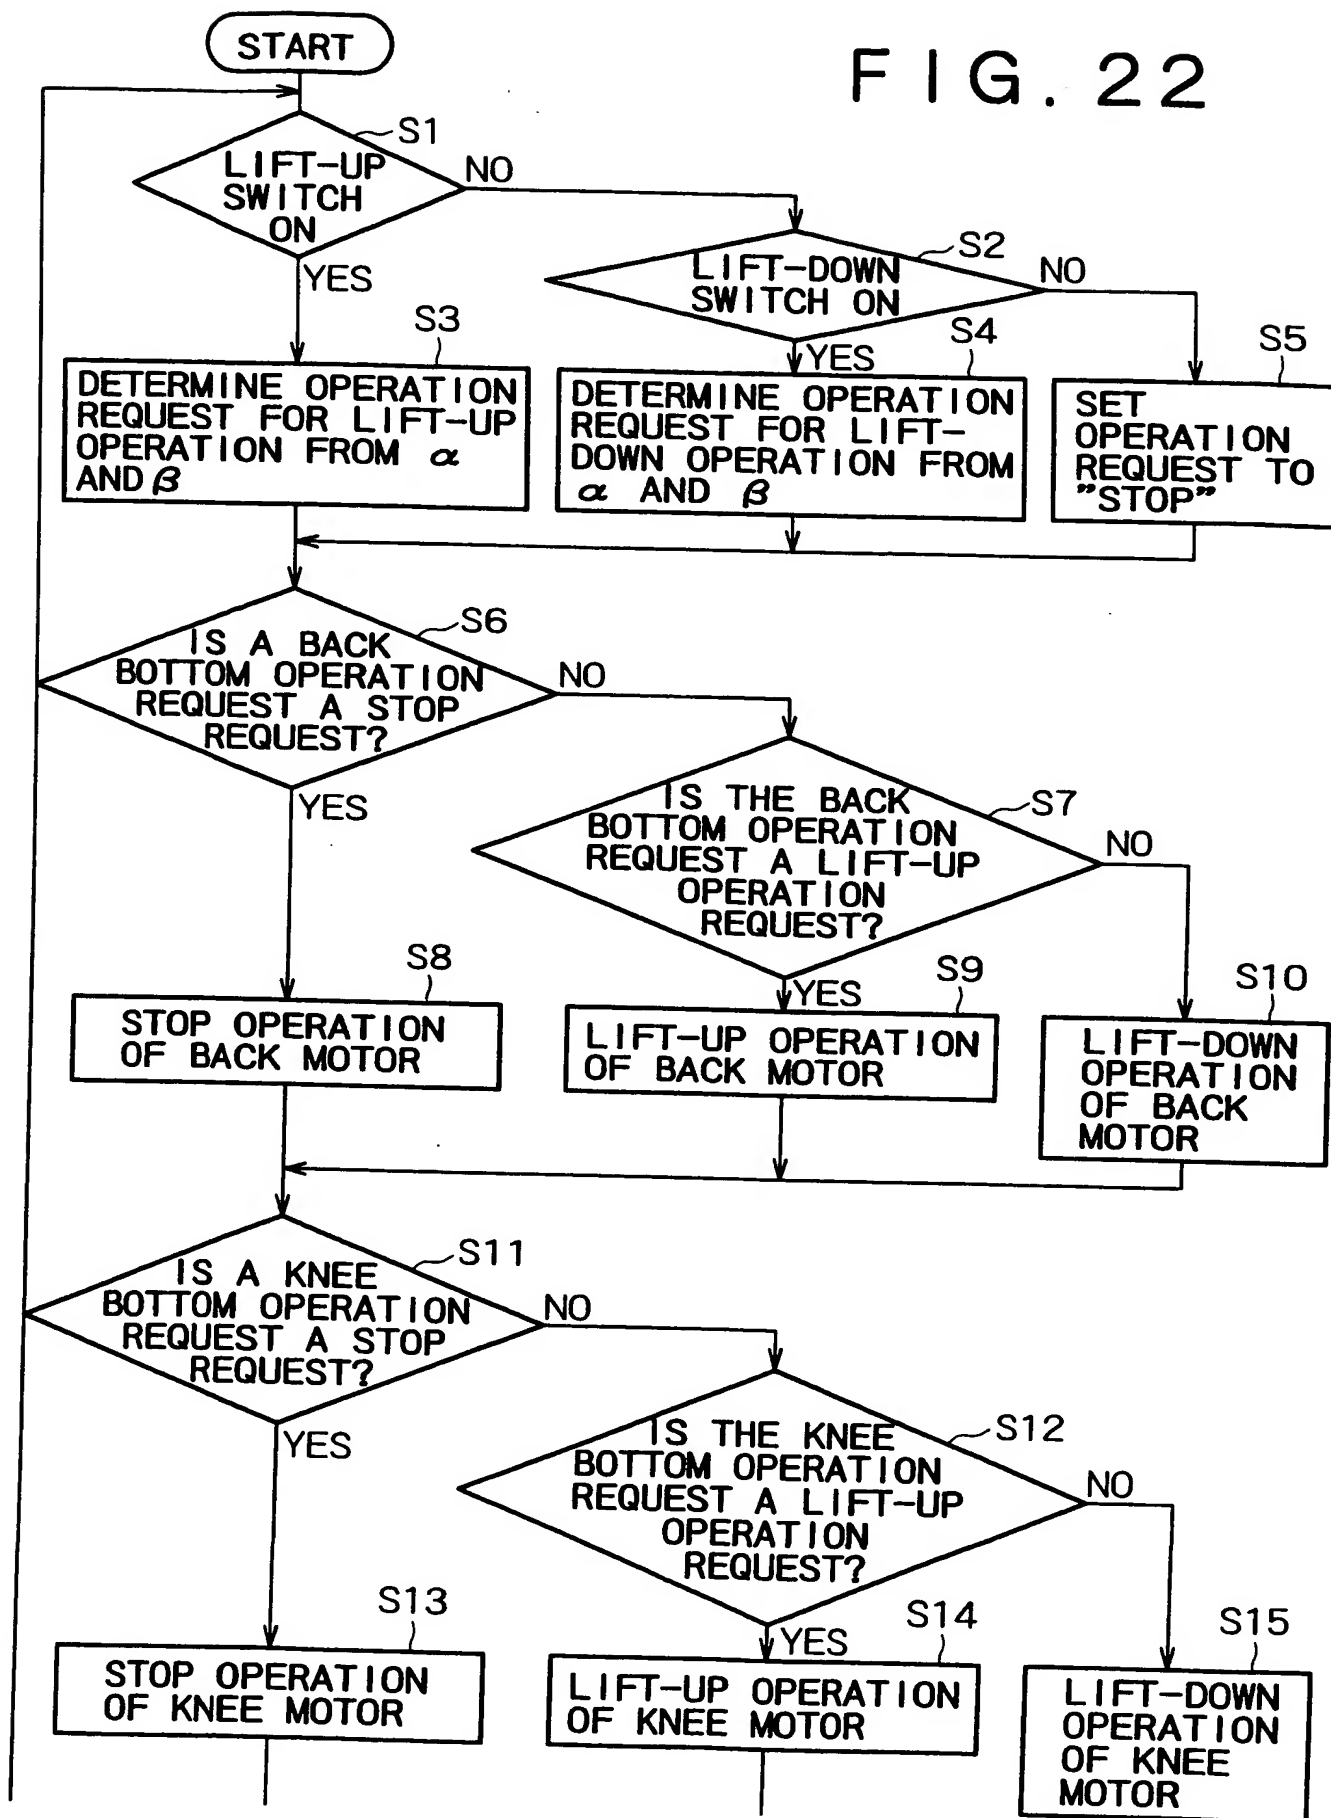 START
FIG. 22
S1
LIFT-UP
SWITCH
ON
NO
YES
S2
LIFT-DOWN
SWITCH ON
NO
YES
S3
DETERMINE OPERATION
REQUEST FOR LIFT-UP
OPERATION FROM α
AND β
S4
DETERMINE OPERATION
REQUEST FOR LIFT-
DOWN OPERATION FROM
α AND β
S5
SET
OPERATION
REQUEST TO
"STOP"
S6
IS A BACK
BOTTOM OPERATION
REQUEST A STOP
REQUEST?
NO
YES
S7
IS THE BACK
BOTTOM OPERATION
REQUEST A LIFT-UP
OPERATION
REQUEST?
NO
YES
S8
STOP OPERATION
OF BACK MOTOR
S9
LIFT-UP OPERATION
OF BACK MOTOR
S10
LIFT-DOWN
OPERATION
OF BACK
MOTOR
S11
IS A KNEE
BOTTOM OPERATION
REQUEST A STOP
REQUEST?
NO
YES
S12
IS THE KNEE
BOTTOM OPERATION
REQUEST A LIFT-UP
OPERATION
REQUEST?
NO
YES
S13
STOP OPERATION
OF KNEE MOTOR
S14
LIFT-UP OPERATION
OF KNEE MOTOR
S15
LIFT-DOWN
OPERATION
OF KNEE
MOTOR